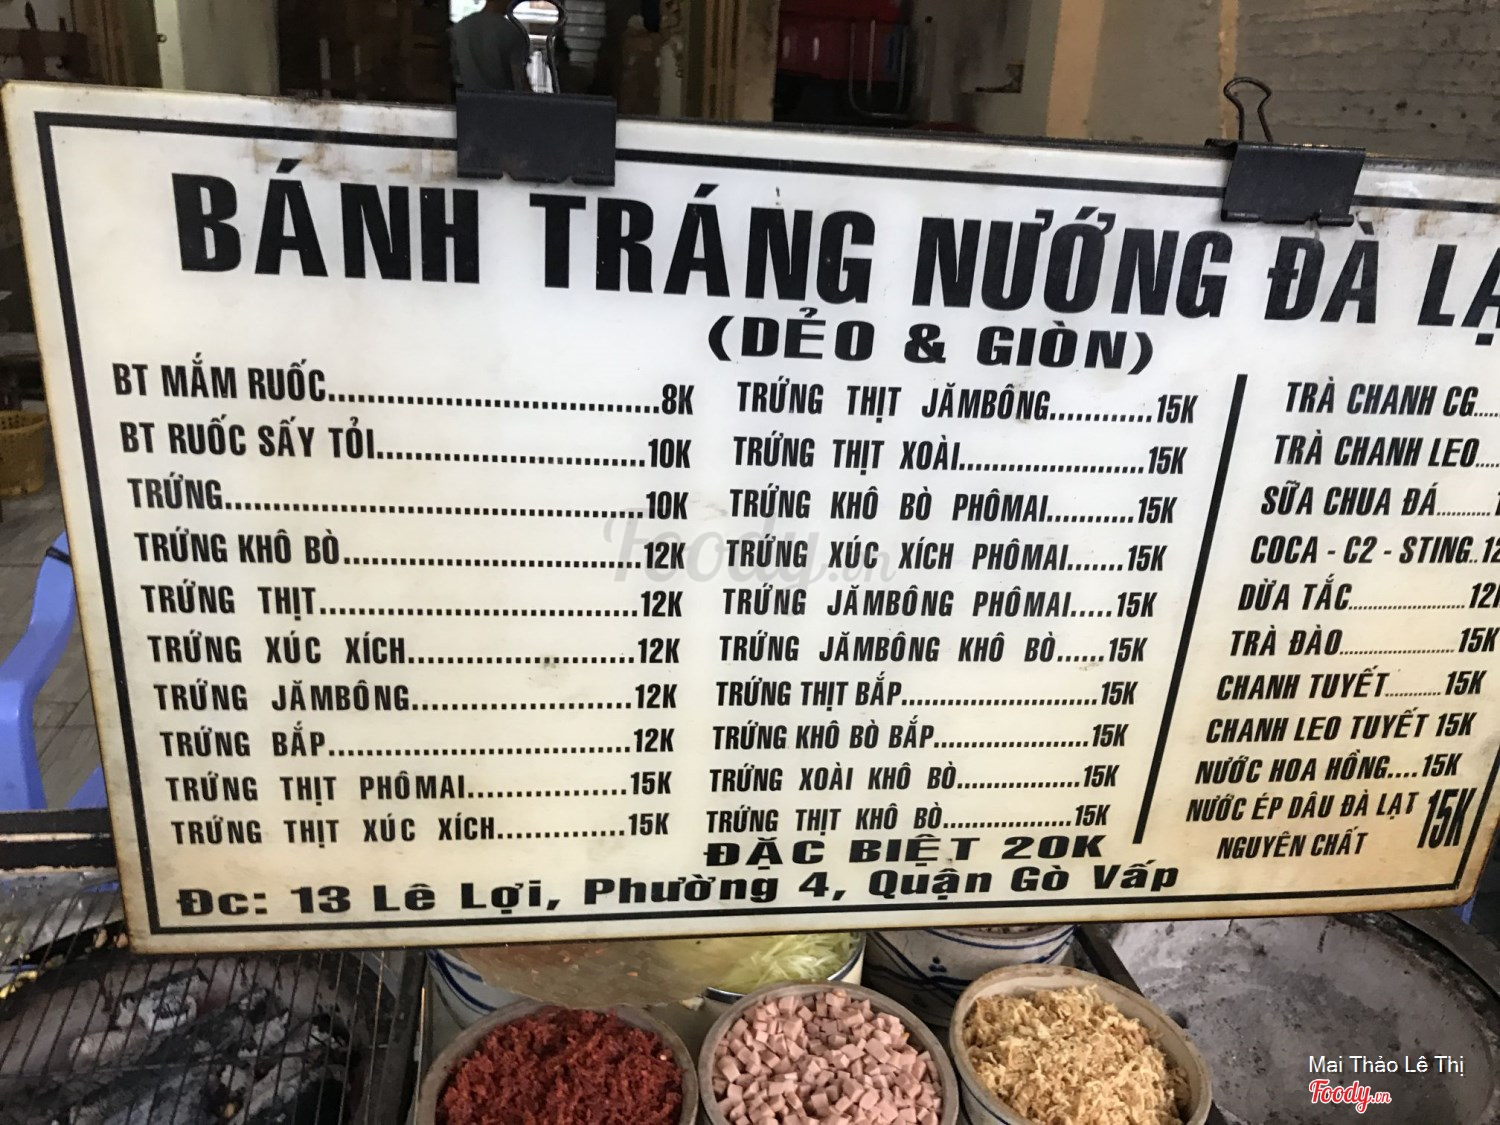 BÁNH TRÁNG NƯỚNG ĐÀ
(DẺO & GIÒN)
BT MẮM RUỐC..................................8K
BT RUỐC SẤY TỎI............................10K
TRỨNG...........................................10K
TRỨNG KHÔ BÒ...............................12K
TRỨNG THỊT.................................12K
TRỨNG XÚC XÍCH.......................12K
TRỨNG JĂMBÔNG.......................12K
TRỨNG BẮP...............................12K
TRỨNG THỊT PHÔMAI................15K
TRỨNG THỊT XÚC XÍCH.............15K
TRỨNG THỊT JĂMBÔNG...........15K
TRỨNG THỊT XOÀI...................15K
TRỨNG KHÔ BÒ PHÔMAI.........15K
TRỨNG XÚC XÍCH PHÔMAI.......15K
TRỨNG JĂMBÔNG PHÔMAI.....15K
TRỨNG JĂMBÔNG KHÔ BÒ......15K
TRỨNG THỊT BẮP....................15K
TRỨNG KHÔ BÒ BẮP................15K
TRỨNG XOÀI KHÔ BÒ.............15K
TRỨNG THỊT KHÔ BÒ..............15K
ĐẶC BIỆT 20K
TRÀ CHANH CG.....
TRÀ CHANH LEO....
SỮA CHUA ĐÁ..........
COCA - C2 - STING..12
DỪA TẮC.......................12K
TRÀ ĐÀO.......................15K
CHANH TUYẾT...........15K
CHANH LEO TUYẾT 15K
NƯỚC HOA HỒNG....15K
NƯỚC ÉP DÂU ĐÀ LẠT 15K
NGUYÊN CHẤT
Đc: 13 Lê Lợi, Phường 4, Quận Gò Vấp
Foody.vn
Mai Thảo Lê Thị
Foody.vn